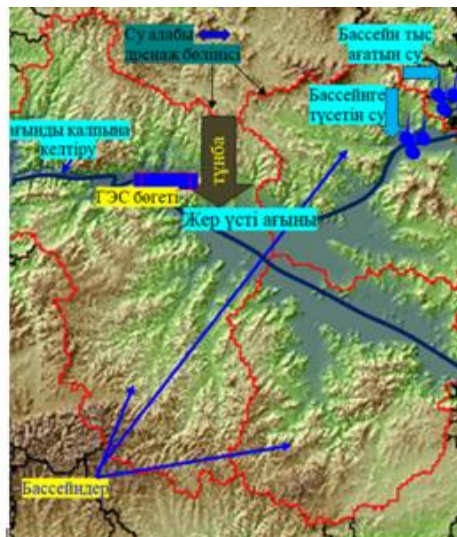 Су алабы
дренаж бөлінісі
Бассейн тыс
ағатын су
Бассейнге
түсетін су
ағынды калпына
келтіру
тұнба
ГЭС бөгеті
Жер үсті ағыны
Бассейндер